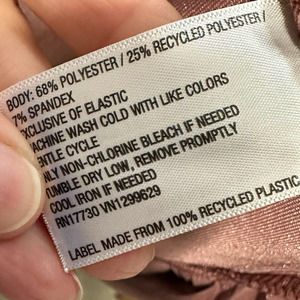 BODY: 68% POLYESTER / 25% RECYCLED POLYESTER /
7% SPANDEX
EXCLUSIVE OF ELASTIC
MACHINE WASH COLD WITH LIKE COLORS
GENTLE CYCLE
ONLY NON-CHLORINE BLEACH IF NEEDED
TUMBLE DRY LOW, REMOVE PROMPTLY
COOL IRON IF NEEDED
RN17730 VN1299629
LABEL MADE FROM 100% RECYCLED PLASTIC